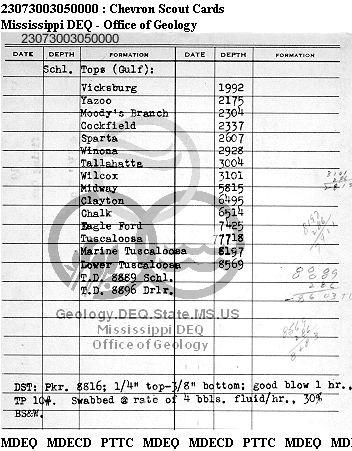 23073003050000 : Chevron Scout Cards
Mississippi DEQ - Office of Geology
23073003050000
DATE DEPTH FORMATION DATE DEPTH FORMATION
Schl. Tops (Gulf):
Vicksburg 1992
Yazoo 2175
Moody's Branch 2304
Cockfield 2337
Sparta 2607
Winona 2928
Tallahatta 3004
Wilcox 3101
Midway 5815
Clayton 6495
Chalk 6514
Eagle Ford 7425
Tuscaloosa 7718
Marine Tuscaloosa 8197
Lower Tuscaloosa 8569
T.D. 8889 Schl.
T.D. 8896 Drlr.
Geology.DEQ.State.MS.US
Mississippi DEQ
Office of Geology
DST: Pkr. 8816; 1/4" top-3/8" bottom; good blow 1 hr.,
TP 10#. Swabbed @ rate of 4 bbls. fluid/hr., 30%
BS&W.
MDEQ MDECD PTTC MDEQ MDECD PTTC MDEQ MD